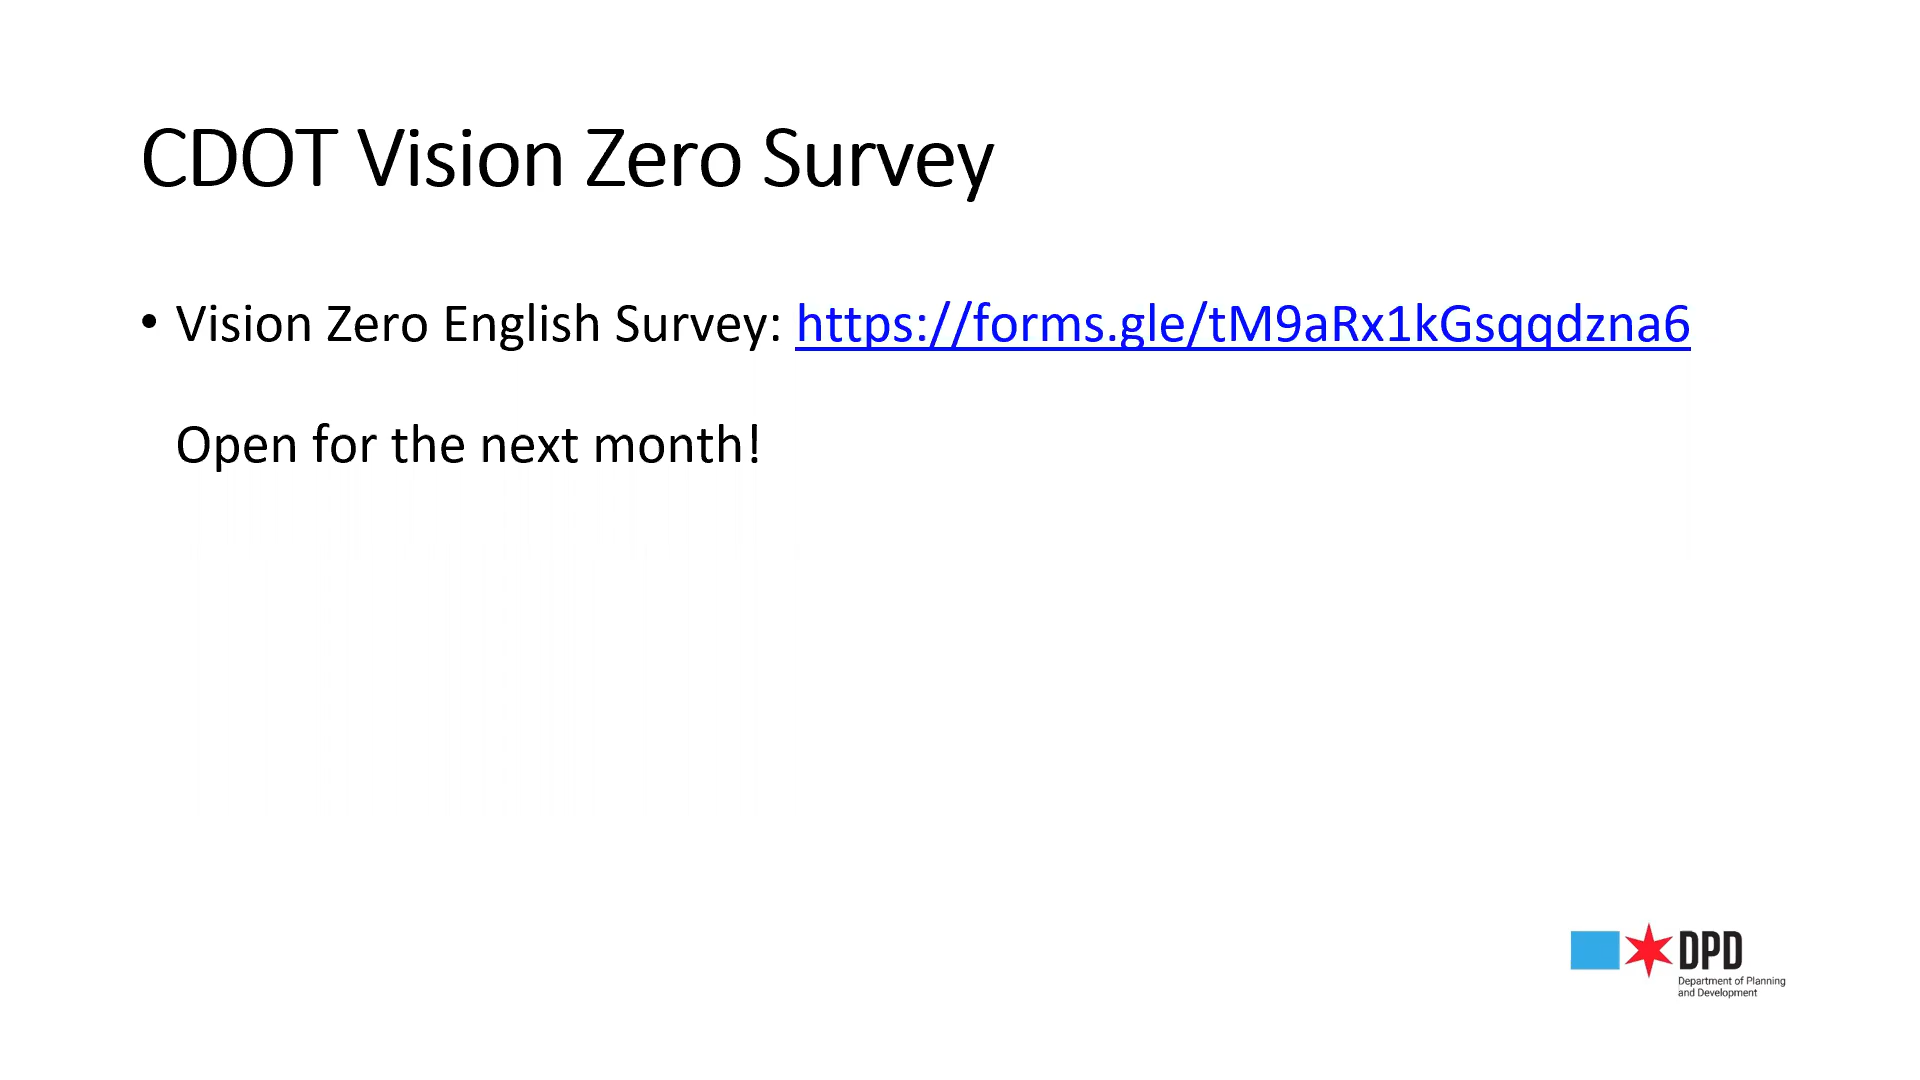 CDOT Vision Zero Survey
• Vision Zero English Survey: https://forms.gle/tM9aRx1kGsqqdzna6
Open for the next month!
DPD
Department of Planning
and Development